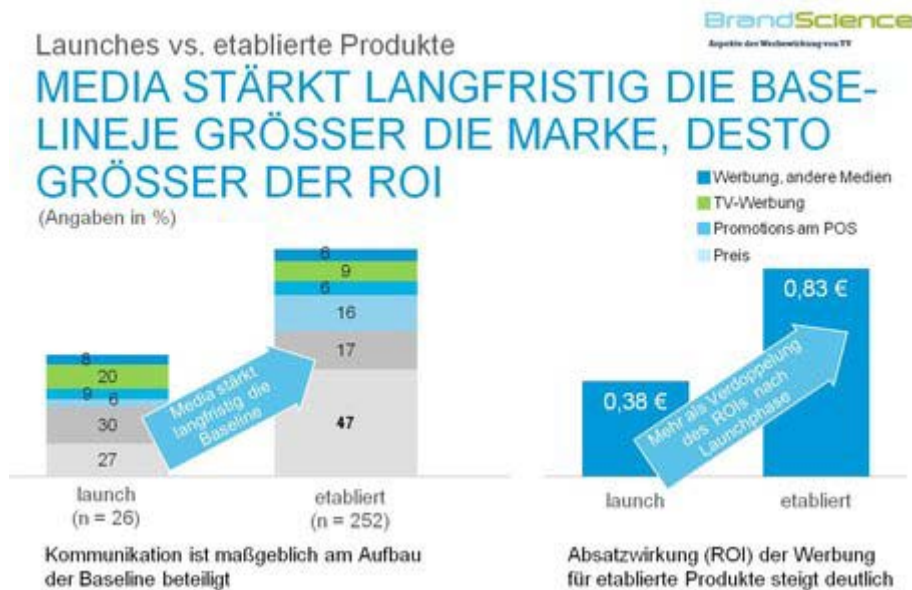 BrandScience
Aspekte der Werbewirkung von TV
Launches vs. etablierte Produkte
MEDIA STÄRKT LANGFRISTIG DIE BASE-
LINEJE GRÖSSER DIE MARKE, DESTO
GRÖSSER DER ROI
(Angaben in %)
Werbung, andere Medien
TV-Werbung
Promotions am POS
Preis
8
20
9
6
30
27
Media stärkt
langfristig die
Baseline
6
9
6
16
17
47
launch
(n = 26)
etabliert
(n = 252)
Kommunikation ist maßgeblich am Aufbau
der Baseline beteiligt
0,38 €
Mehr als Verdoppelung
des ROIs nach
Launchphase
0,83 €
launch
etabliert
Absatzwirkung (ROI) der Werbung
für etablierte Produkte steigt deutlich